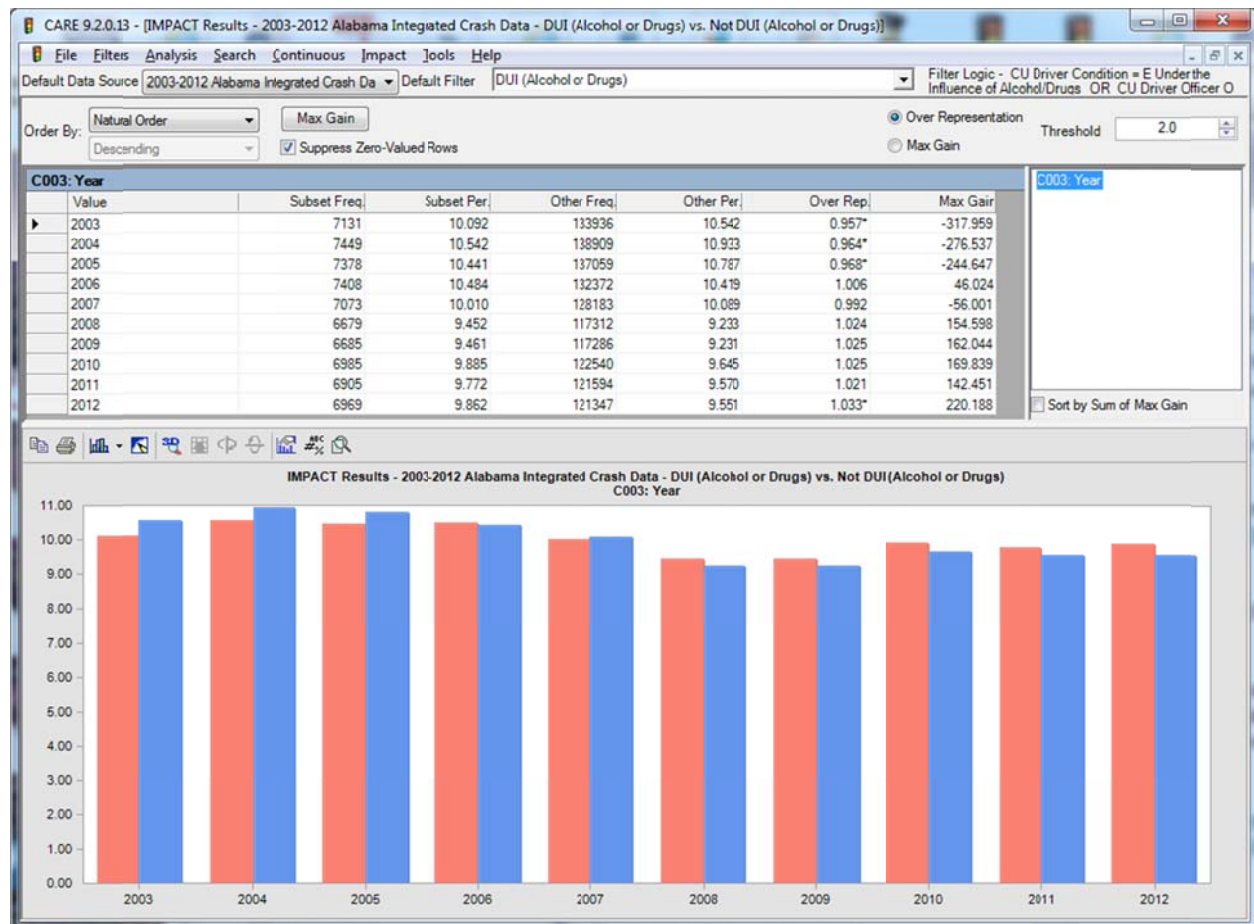 CARE 9.2.0.13 - [IMPACT Results - 2003-2012 Alabama Integrated Crash Data - DUI (Alcohol or Drugs) vs. Not DUI (Alcohol or Drugs)]
File Filters Analysis Search Continuous Impact Tools Help
Default Data Source 2003-2012 Alabama Integrated Crash Da Default Filter DUI (Alcohol or Drugs) Filter Logic - CU Driver Condition = E Under the
Influence of Alcohol/Drugs OR CU Driver Officer O
Order By: Natural Order Max Gain Over Representation Threshold 2.0
Descending Suppress Zero-Valued Rows Max Gain
C003: Year C003: Year
Value Subset Freq. Subset Per. Other Freq. Other Per. Over Rep. Max Gain
2003 7131 10.092 133936 10.542 0.957* -317.959
2004 7449 10.542 138909 10.933 0.964* -276.537
2005 7378 10.441 137059 10.787 0.968* -244.647
2006 7408 10.484 132372 10.419 1.006 46.024
2007 7073 10.010 128183 10.089 0.992 -56.001
2008 6679 9.452 117312 9.233 1.024 154.598
2009 6685 9.461 117286 9.231 1.025 162.044
2010 6985 9.885 122540 9.645 1.025 169.839
2011 6905 9.772 121594 9.570 1.021 142.451
2012 6969 9.862 121347 9.551 1.033* 220.188
Sort by Sum of Max Gain
3D ABC
#%
IMPACT Results - 2003-2012 Alabama Integrated Crash Data - DUI (Alcohol or Drugs) vs. Not DUI (Alcohol or Drugs)
C003: Year
11.00
10.00
9.00
8.00
7.00
6.00
5.00
4.00
3.00
2.00
1.00
0.00
2003 2004 2005 2006 2007 2008 2009 2010 2011 2012